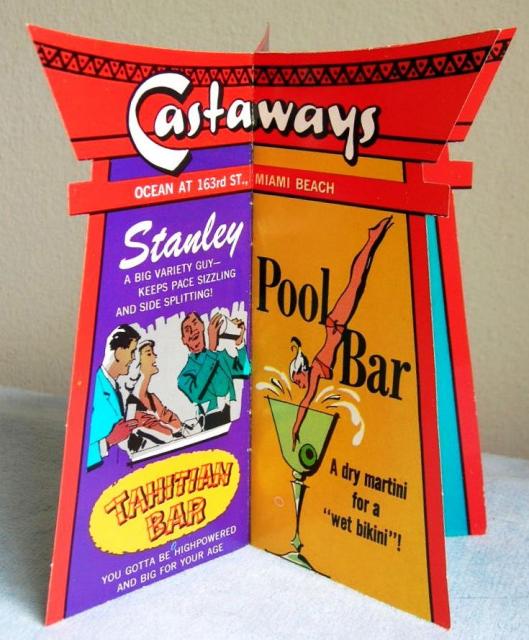 Castaways
OCEAN AT 163rd ST., MIAMI BEACH
Stanley
A BIG VARIETY GUY—
KEEPS PACE SIZZLING
AND SIDE SPLITTING!
TAHITIAN
BAR
YOU GOTTA BE HIGHPOWERED
AND BIG FOR YOUR AGE
Pool
Bar
A dry martini
for a
"wet bikini"!